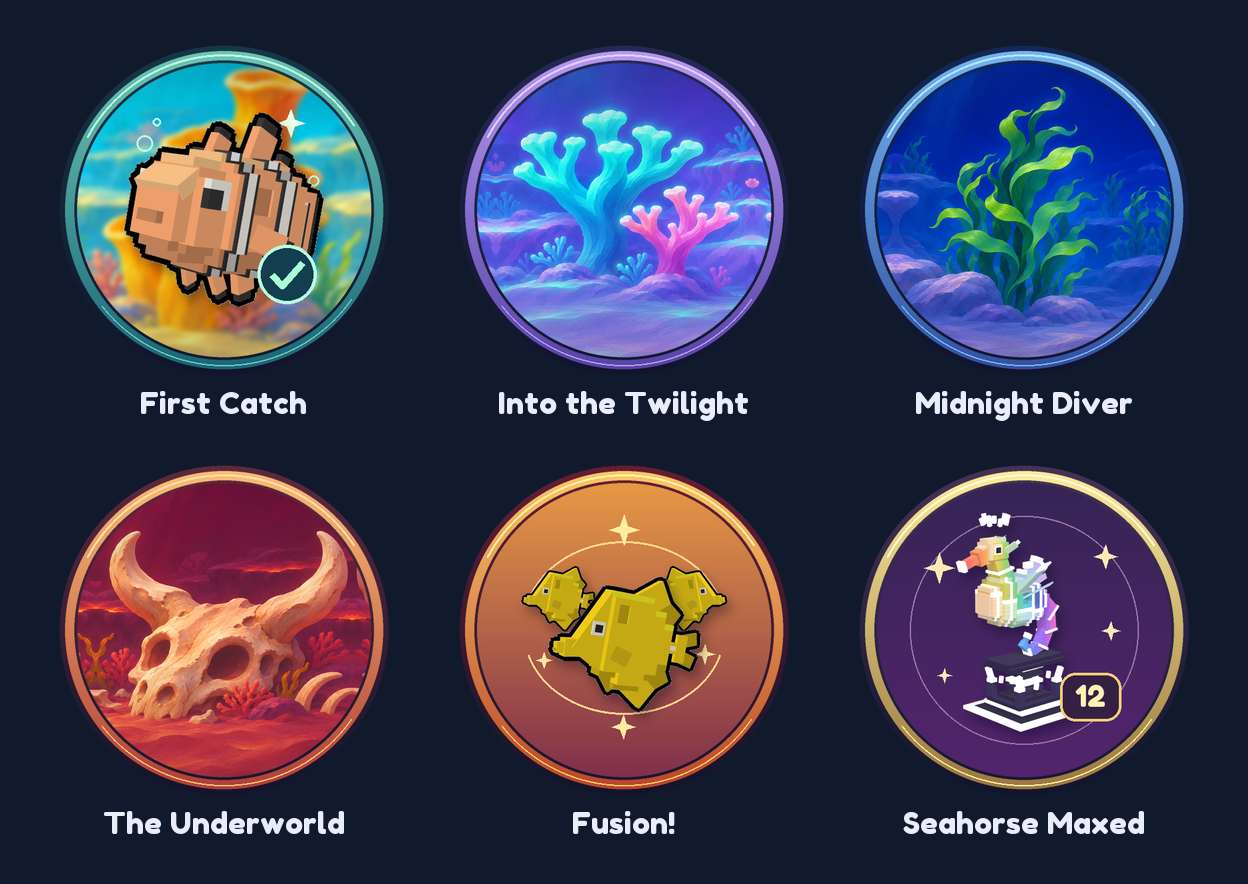 First Catch
Into the Twilight
Midnight Diver
12
The Underworld
Fusion!
Seahorse Maxed